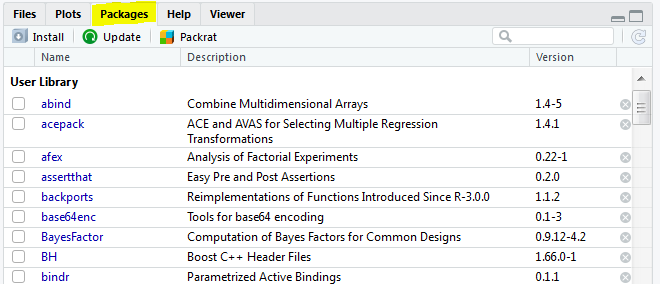 Files Plots Packages Help Viewer
Install Update Packrat
Name Description Version
User Library
abind Combine Multidimensional Arrays 1.4-5
acepack ACE and AVAS for Selecting Multiple Regression 1.4.1
Transformations
afex Analysis of Factorial Experiments 0.22-1
assertthat Easy Pre and Post Assertions 0.2.0
backports Reimplementations of Functions Introduced Since R-3.0.0 1.1.2
base64enc Tools for base64 encoding 0.1-3
BayesFactor Computation of Bayes Factors for Common Designs 0.9.12-4.2
BH Boost C++ Header Files 1.66.0-1
bindr Parametrized Active Bindings 0.1.1